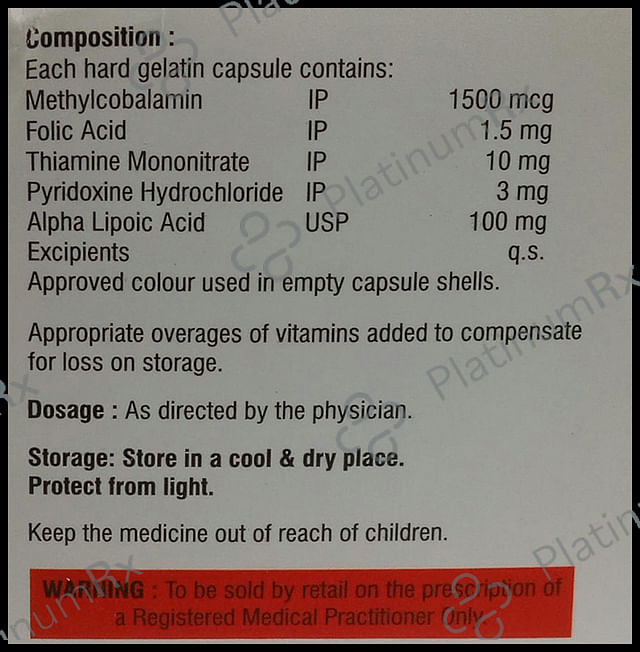 Composition :
Each hard gelatin capsule contains:
Methylcobalamin IP 1500 mcg
Folic Acid IP 1.5 mg
Thiamine Mononitrate IP 10 mg
Pyridoxine Hydrochloride IP 3 mg
Alpha Lipoic Acid USP 100 mg
Excipients q.s.
Approved colour used in empty capsule shells.
Appropriate overages of vitamins added to compensate
for loss on storage.
Dosage : As directed by the physician.
Storage: Store in a cool & dry place.
Protect from light.
Keep the medicine out of reach of children.
WARNING : To be sold by retail on the prescription of
a Registered Medical Practitioner Only
PlatinumRx
PlatinumRx